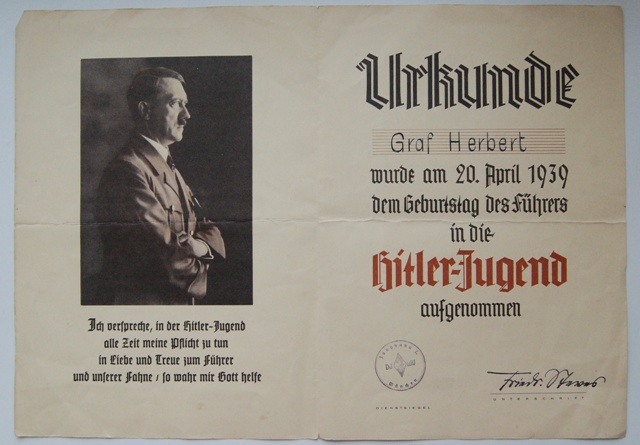 Ich verspreche, in der Hitler-Jugend
alle Zeit meine Pflicht zu tun
in Liebe und Treue zum Führer
und unserer Fahne / so wahr mir Gott helfe
Urkunde
Graf Herbert
wurde am 20. April 1939
dem Geburtstag des Führers
in die
Hitler-Jugend
aufgenommen
DIENSTSIEGEL
UNTERSCHRIFT